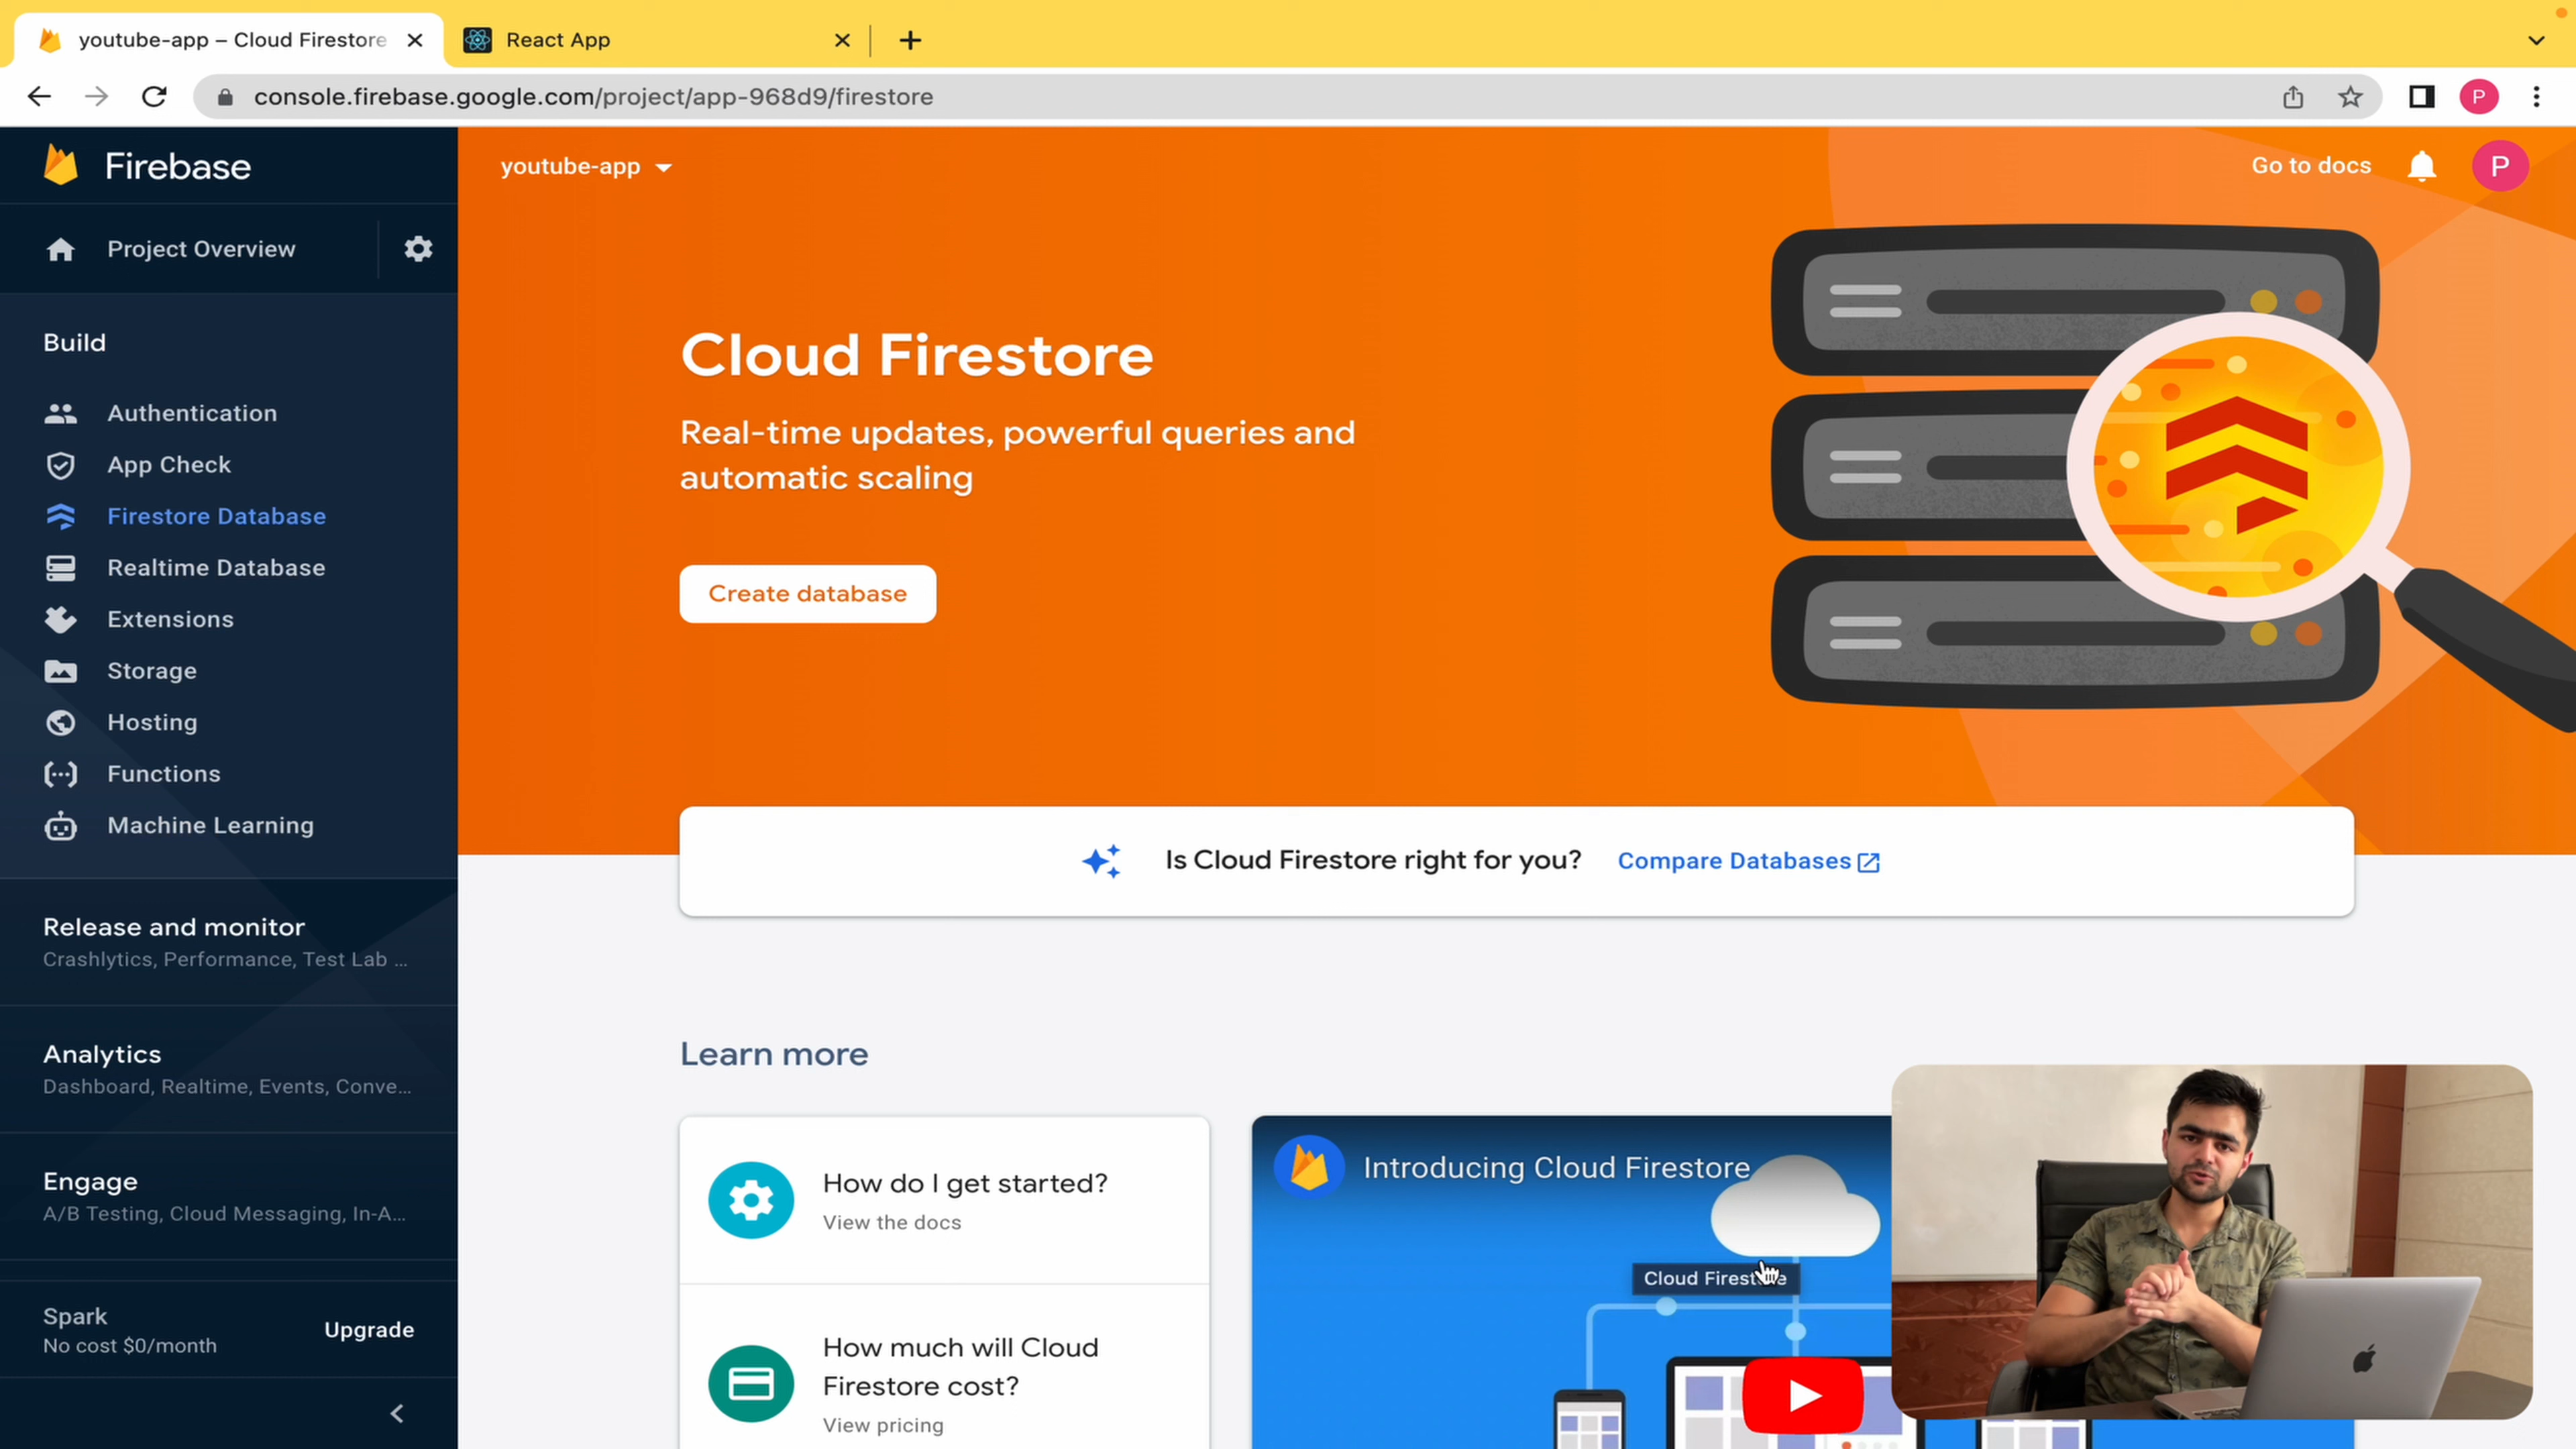 youtube-app – Cloud Firestore
React App
console.firebase.google.com/project/app-968d9/firestore
P
Firebase
youtube-app
Go to docs
P
Project Overview
Build
Authentication
App Check
Firestore Database
Realtime Database
Extensions
Storage
Hosting
Functions
Machine Learning
Release and monitor
Crashlytics, Performance, Test Lab ...
Analytics
Dashboard, Realtime, Events, Conve...
Engage
A/B Testing, Cloud Messaging, In-A...
Spark
No cost $0/month
Upgrade
Cloud Firestore
Real-time updates, powerful queries and
automatic scaling
Create database
Is Cloud Firestore right for you?
Compare Databases
Learn more
How do I get started?
View the docs
How much will Cloud
Firestore cost?
View pricing
Introducing Cloud Firestore
Cloud Firestore